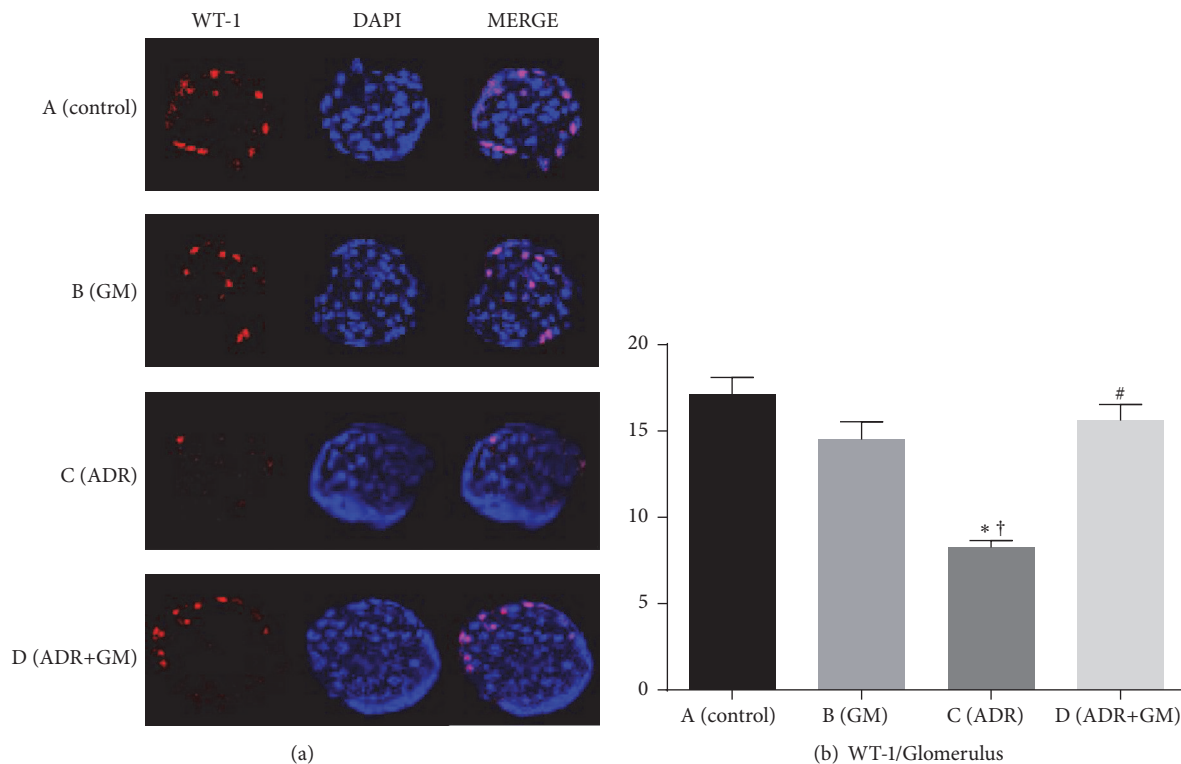 WT-1 DAPI MERGE
A (control)
B (GM)
C (ADR)
D (ADR+GM)
(a)
20
15
10
5
0
#
* †
A (control) B (GM) C (ADR) D (ADR+GM)
(b) WT-1/Glomerulus